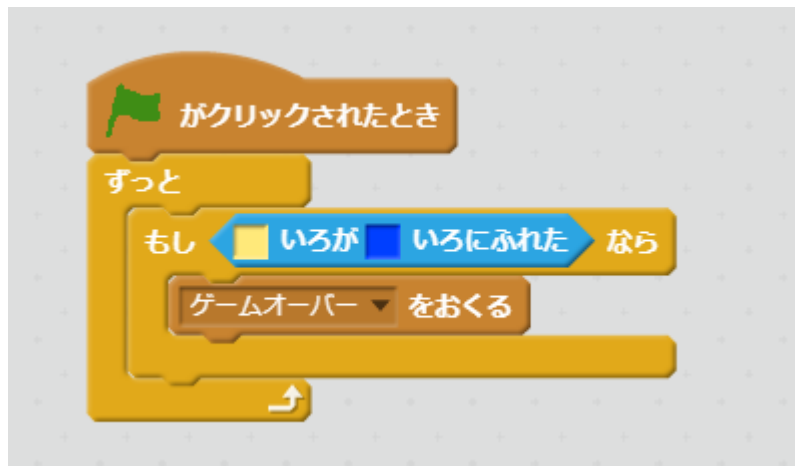 がクリックされたとき
ずっと
もし いろが いろにふれた なら
ゲームオーバー をおくる